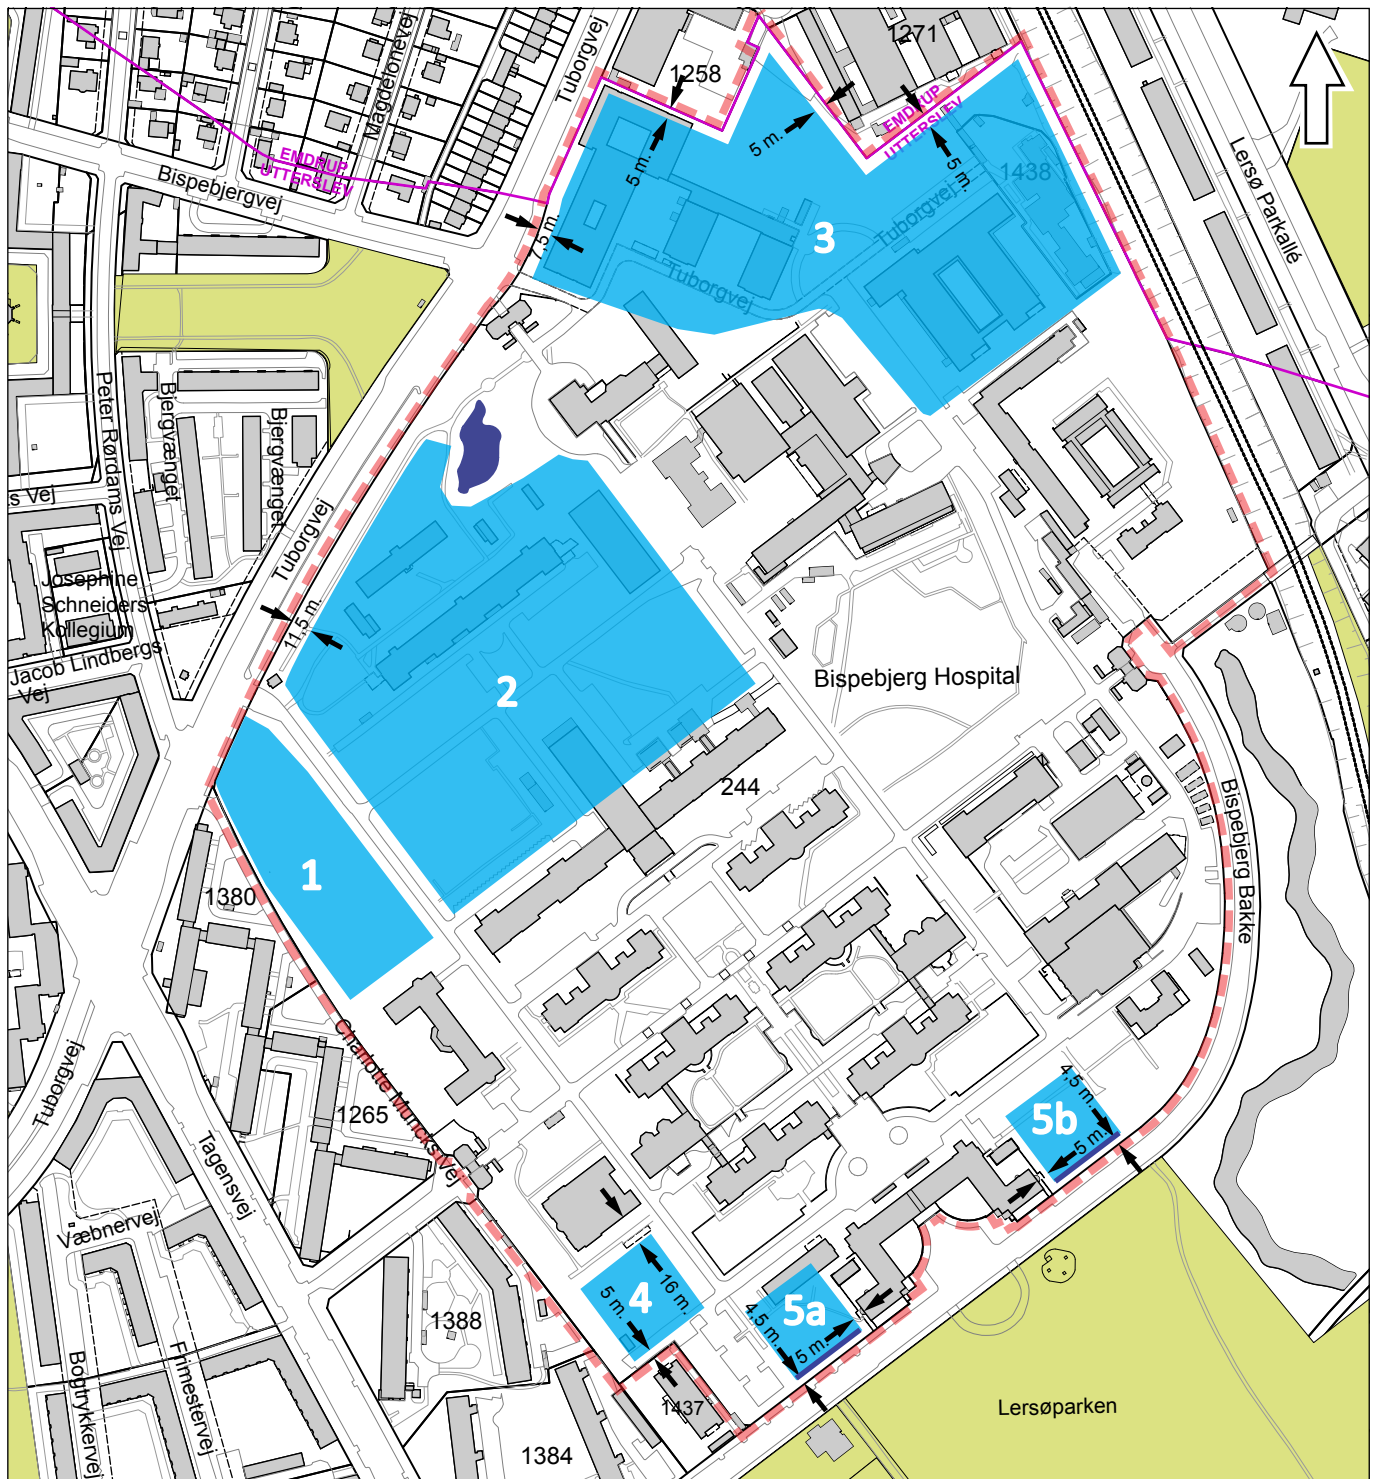 Tuborgvej
Magdelonevej
1258
1271
EMDRUP
UTTERSLEV
EMDRUP
UTTERSLEV
Bispebjergvej
5 m.
5 m.
5 m.
1438
Lersø Parkallé
7,5 m.
3
Tuborgvej
Tuborgvej
Peter Rørdams Vej
Bjergvænget
Bjergvænget
s Vej
Tuborgvej
Josephine
Schneiders
Kollegium
Jacob Lindbergs
Vej
11,5 m.
2
Bispebjerg Hospital
244
1
1380
Bispebjerg Bakke
Charlotte Muncks Vej
1265
Tuborgvej
Tagensvej
Væbnervej
4,5 m.
5b
5 m.
16 m.
5 m.
4
5a
4,5 m.
5 m.
1388
Frimestervej
Bogtrykkervej
1437
1384
Lersøparken